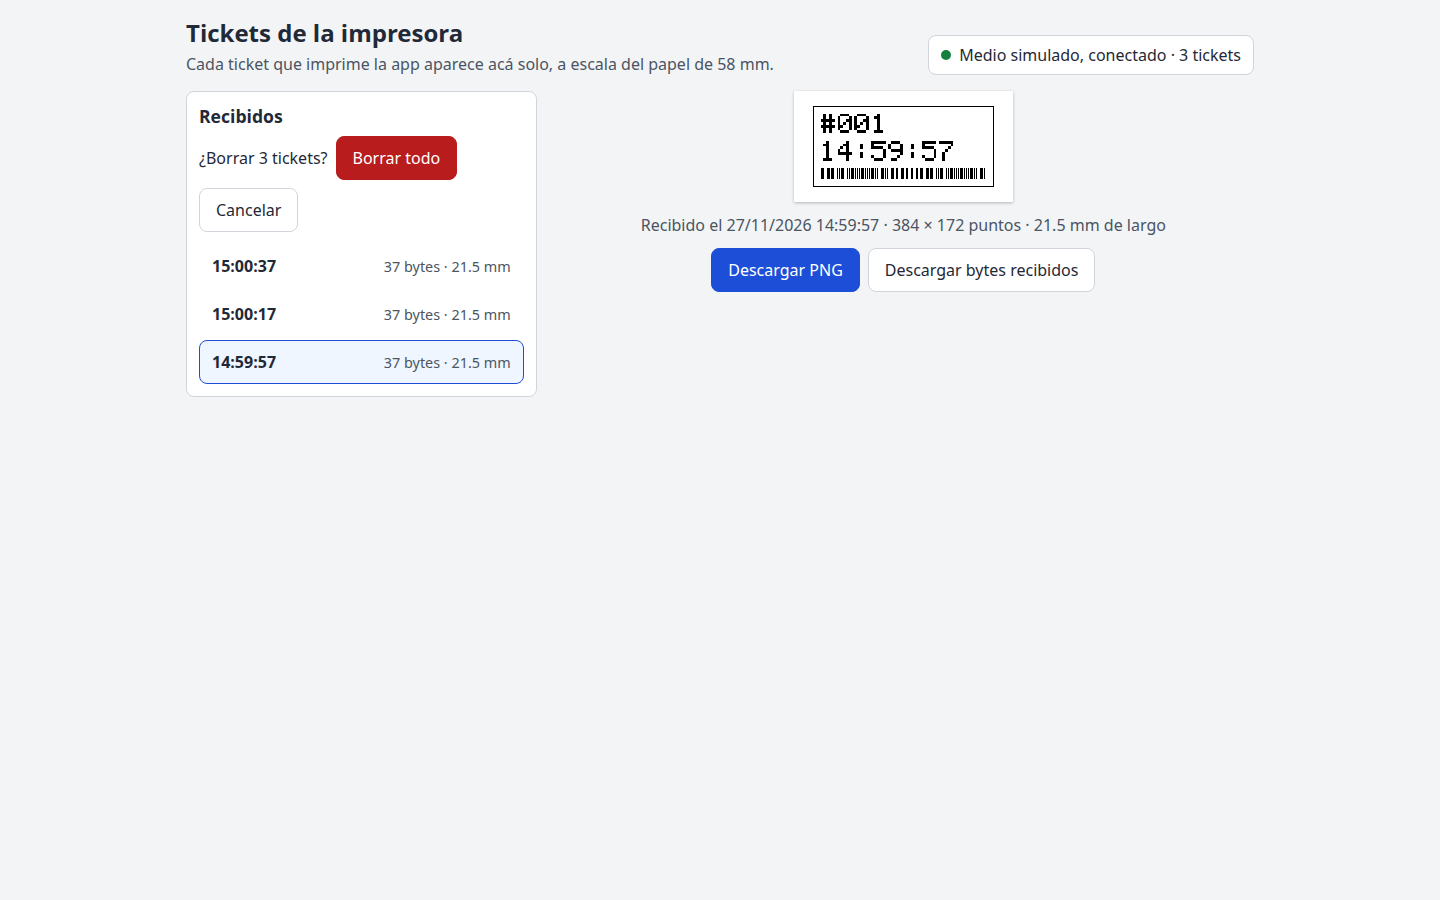 Tickets de la impresora
Cada ticket que imprime la app aparece acá solo, a escala del papel de 58 mm.
Medio simulado, conectado · 3 tickets
Recibidos
¿Borrar 3 tickets? Borrar todo
Cancelar
15:00:37 37 bytes · 21.5 mm
15:00:17 37 bytes · 21.5 mm
14:59:57 37 bytes · 21.5 mm
#001
14:59:57
Recibido el 27/11/2026 14:59:57 · 384 × 172 puntos · 21.5 mm de largo
Descargar PNG Descargar bytes recibidos